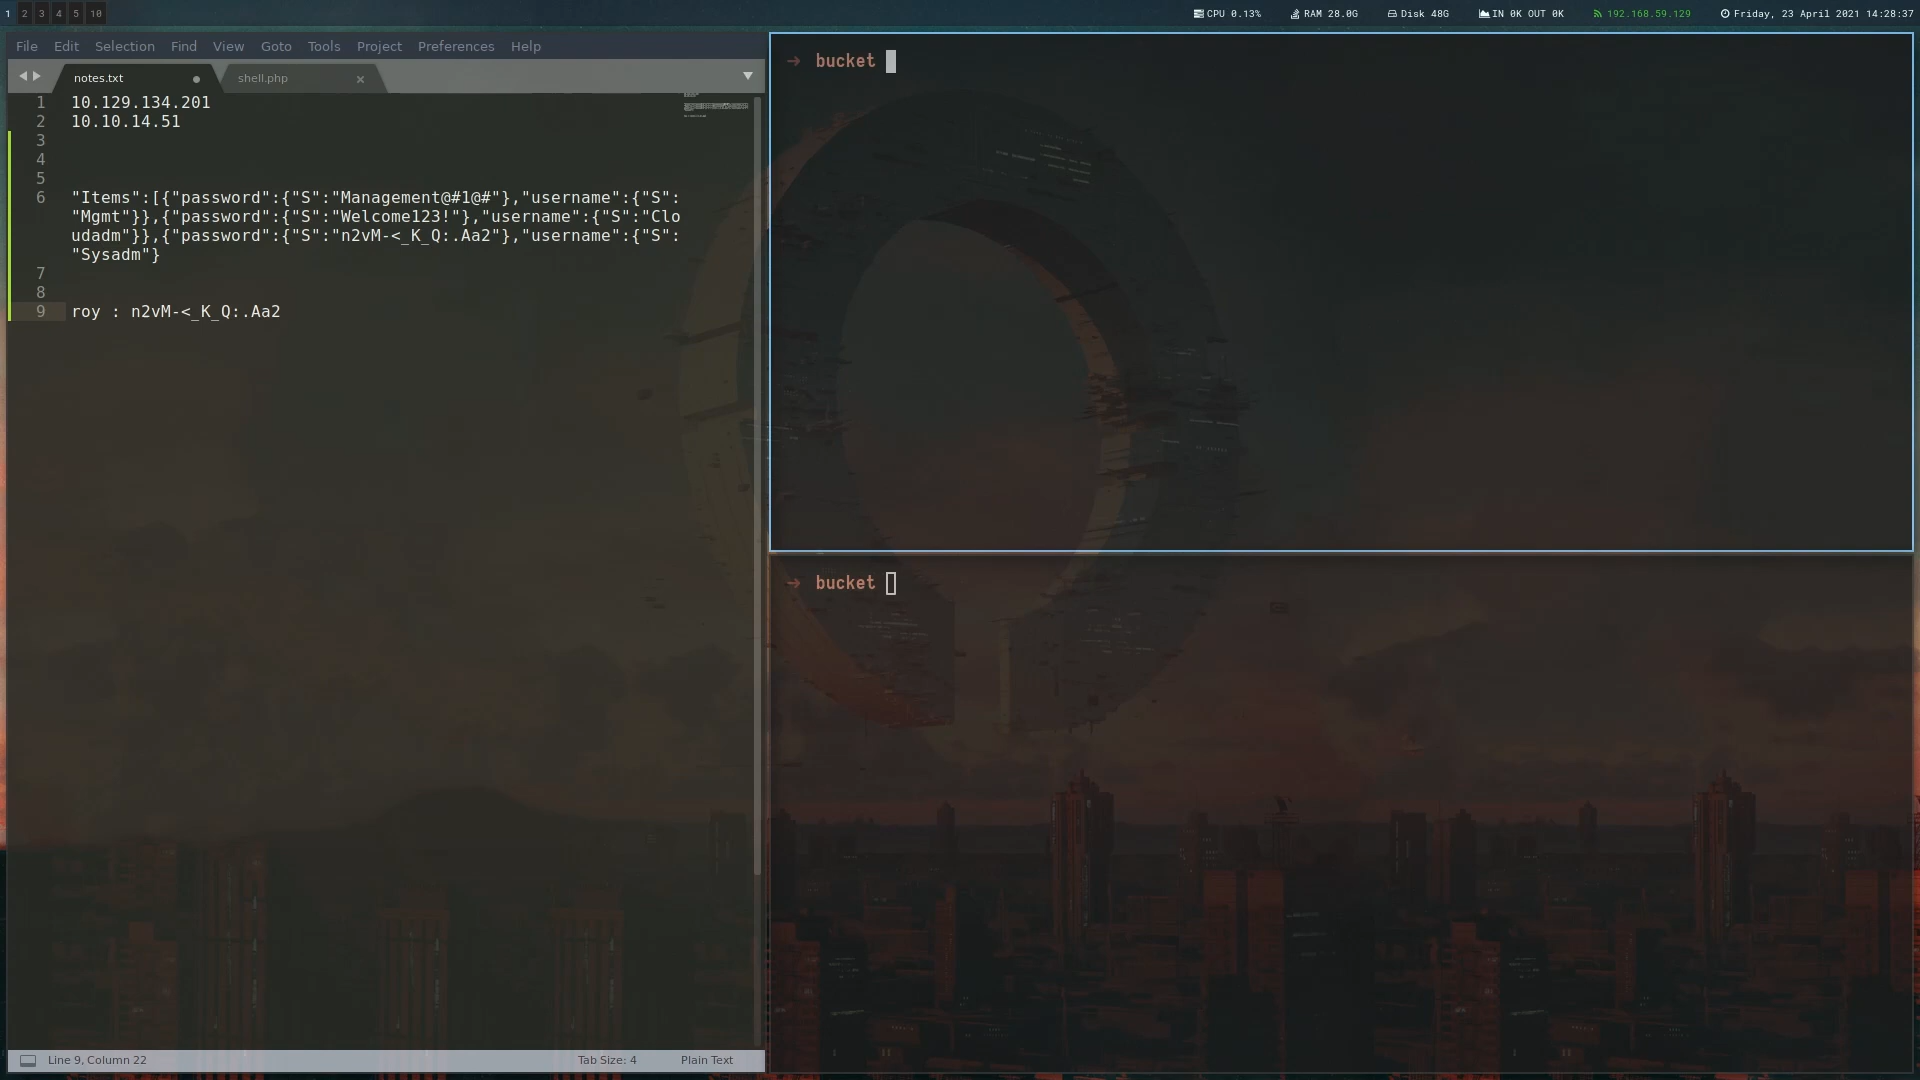 1 2 3 4 5 10 CPU 0.13% RAM 28.0G Disk 48G IN 0K OUT 0K 192.168.59.129 Friday, 23 April 2021 14:28:37
File Edit Selection Find View Goto Tools Project Preferences Help
notes.txt shell.php
1 10.129.134.201
2 10.10.14.51
3
4
5
6 "Items":[{"password":{"S":"Management@#1@#"},"username":{"S":
"Mgmt"}},{"password":{"S":"Welcome123!"},"username":{"S":"Clo
udadm"}},{"password":{"S":"n2vM-<_K_Q:.Aa2"},"username":{"S":
"Sysadm"}
7
8
9 roy : n2vM-<_K_Q:.Aa2
Line 9, Column 22 Tab Size: 4 Plain Text
→ bucket
→ bucket